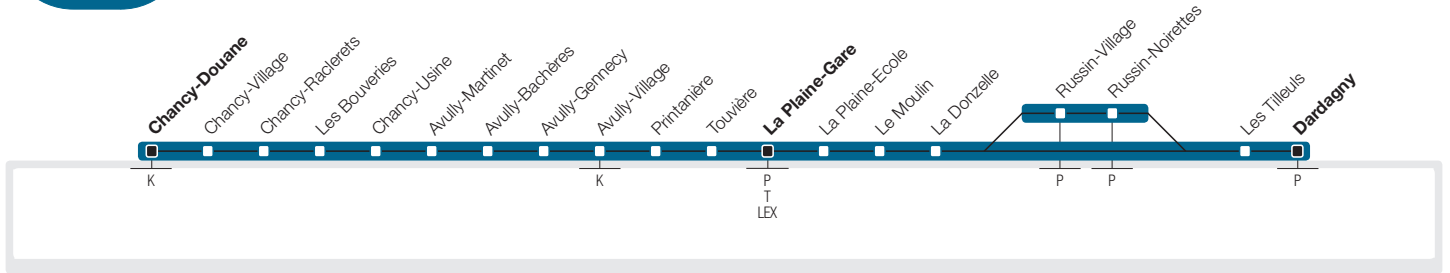 Chancy-Douane
Chancy-Village
Chancy-Raclerets
Les Bouveries
Chancy-Usine
Avully-Martinet
Avully-Bachères
Avully-Gennecy
Avully-Village
Printanière
Touvière
La Plaine-Gare
La Plaine-Ecole
Le Moulin
La Donzelle
Russin-Village
Russin-Noirettes
Les Tilleuls
Dardagny
K
K
P
T
LEX
P
P
P